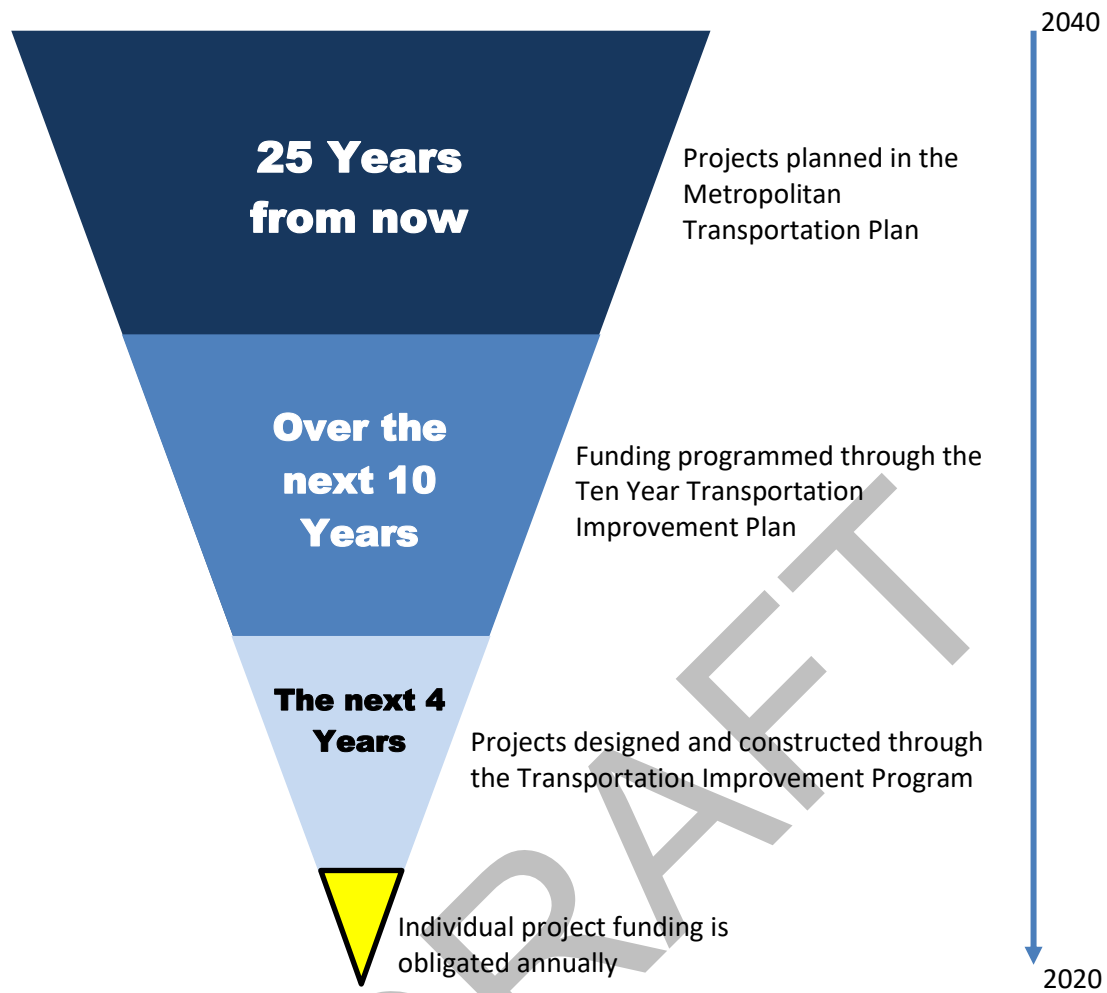 2040
25 Years
from now
Projects planned in the
Metropolitan
Transportation Plan
Over the
next 10
Years
Funding programmed through the
Ten Year Transportation
Improvement Plan
The next 4
Years
Projects designed and constructed through
the Transportation Improvement Program
Individual project funding is
obligated annually
2020
DRAFT